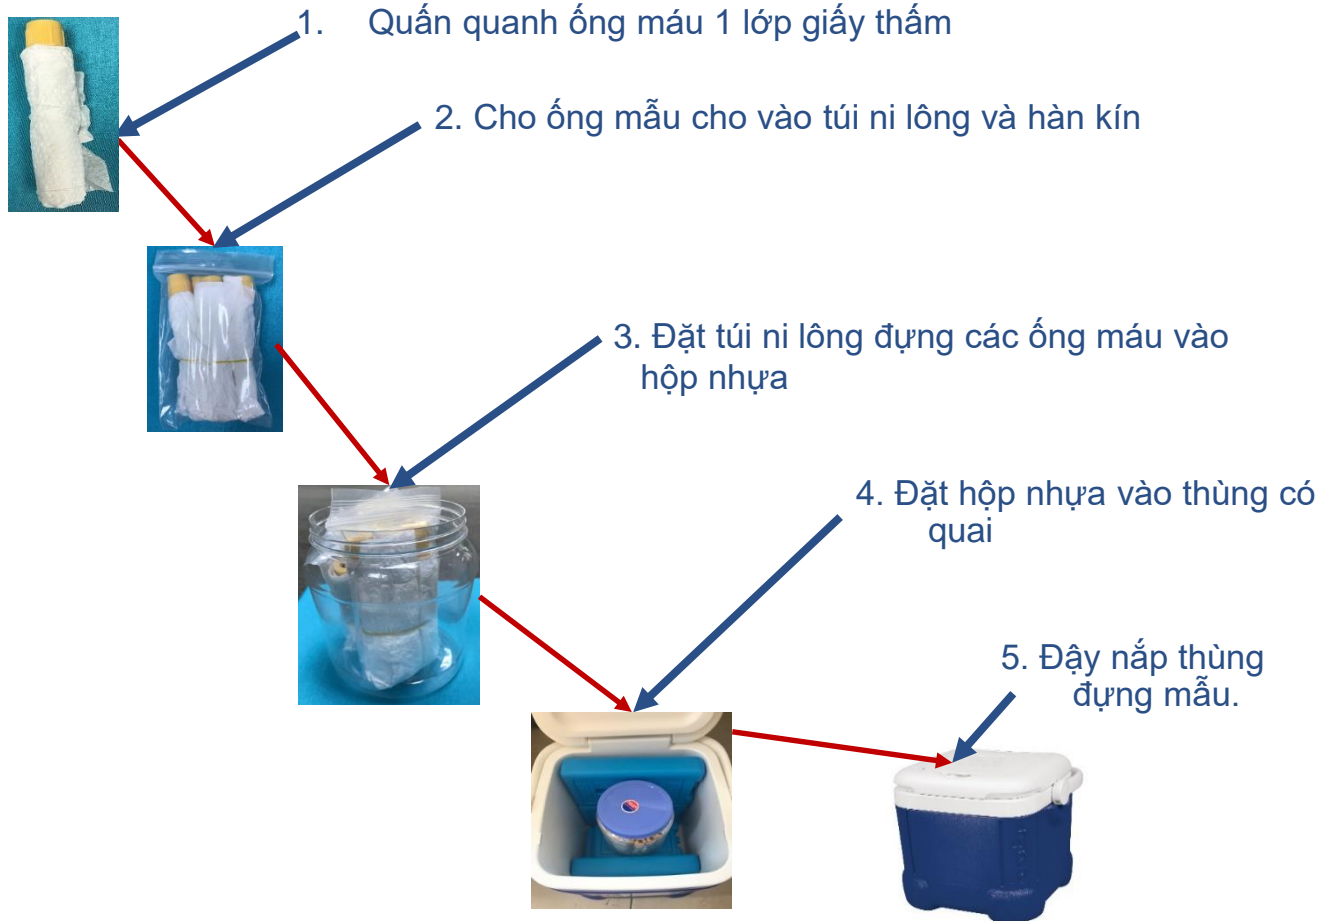 1. Quấn quanh ống máu 1 lớp giấy thấm
2. Cho ống mẫu cho vào túi ni lông và hàn kín
3. Đặt túi ni lông đựng các ống máu vào
hộp nhựa
4. Đặt hộp nhựa vào thùng có
quai
5. Đậy nắp thùng
đựng mẫu.